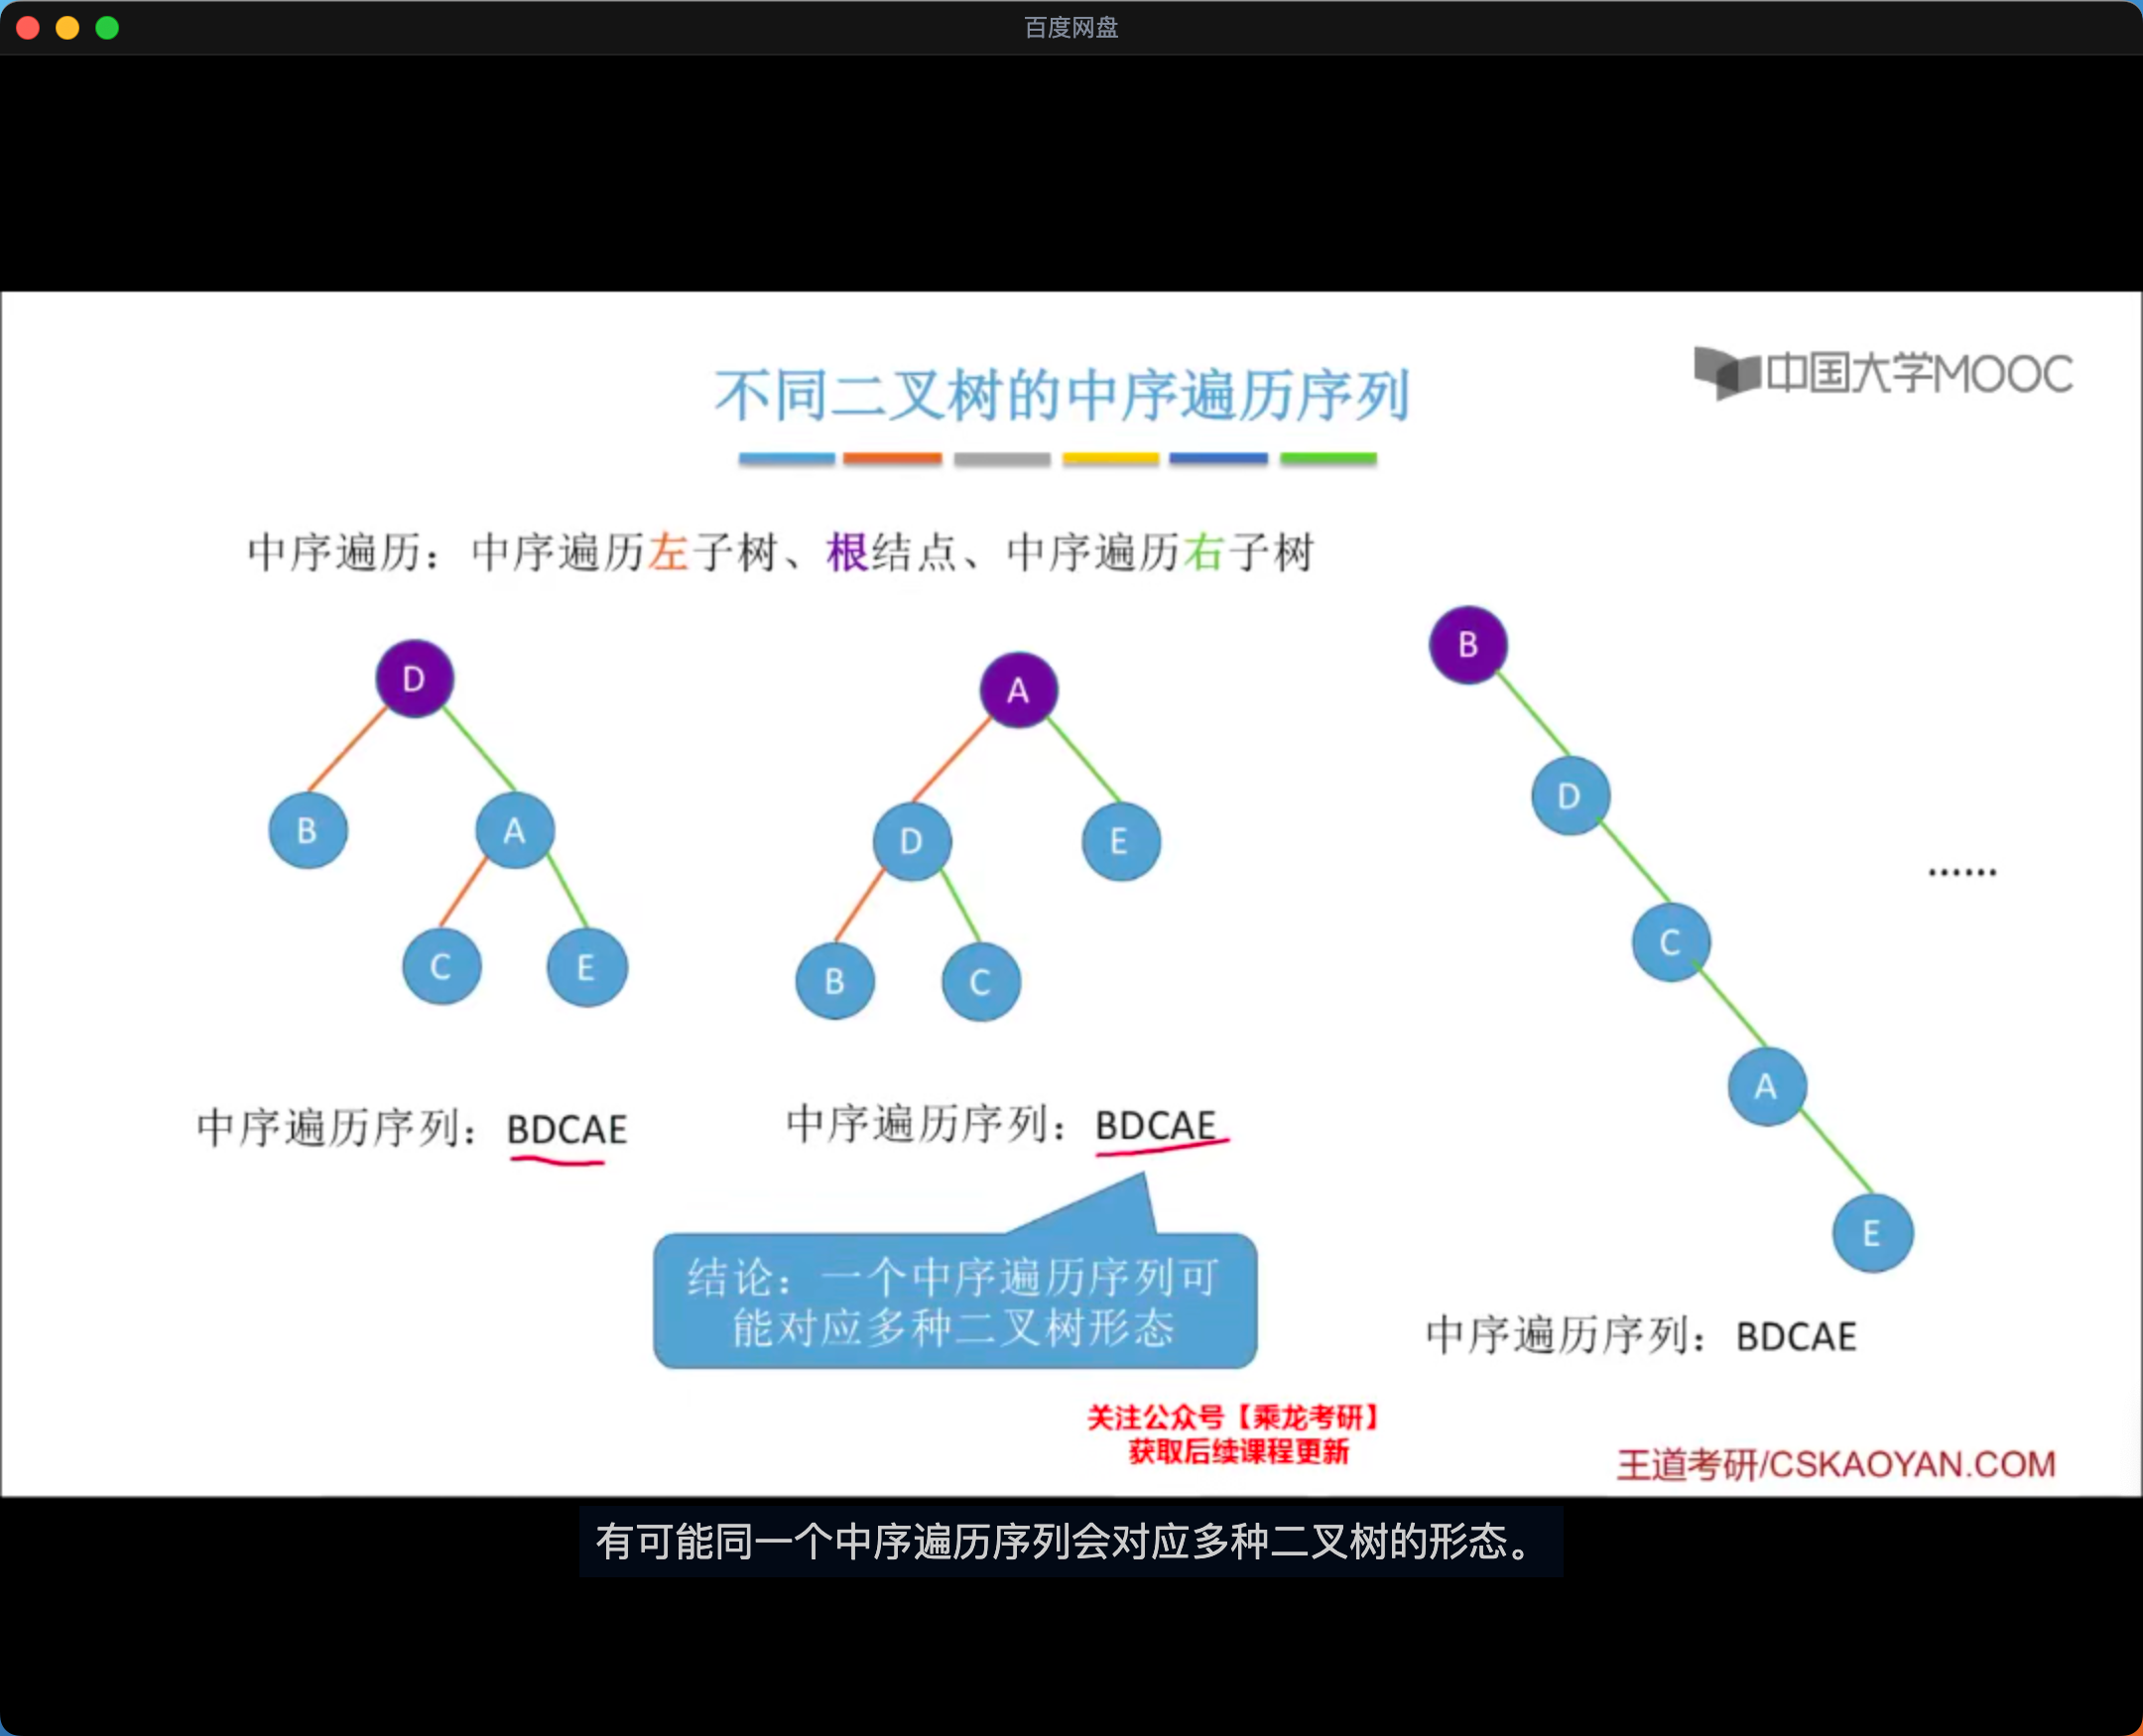 百度网盘
中国大学MOOC
不同二叉树的中序遍历序列
中序遍历：中序遍历左子树、根结点、中序遍历右子树
D
B
A
C
E
A
D
E
B
C
B
D
C
A
E
......
中序遍历序列：BDCAE
中序遍历序列：BDCAE
结论：一个中序遍历序列可
能对应多种二叉树形态
中序遍历序列：BDCAE
关注公众号【乘龙考研】
获取后续课程更新
王道考研/CSKAOYAN.COM
有可能同一个中序遍历序列会对应多种二叉树的形态。